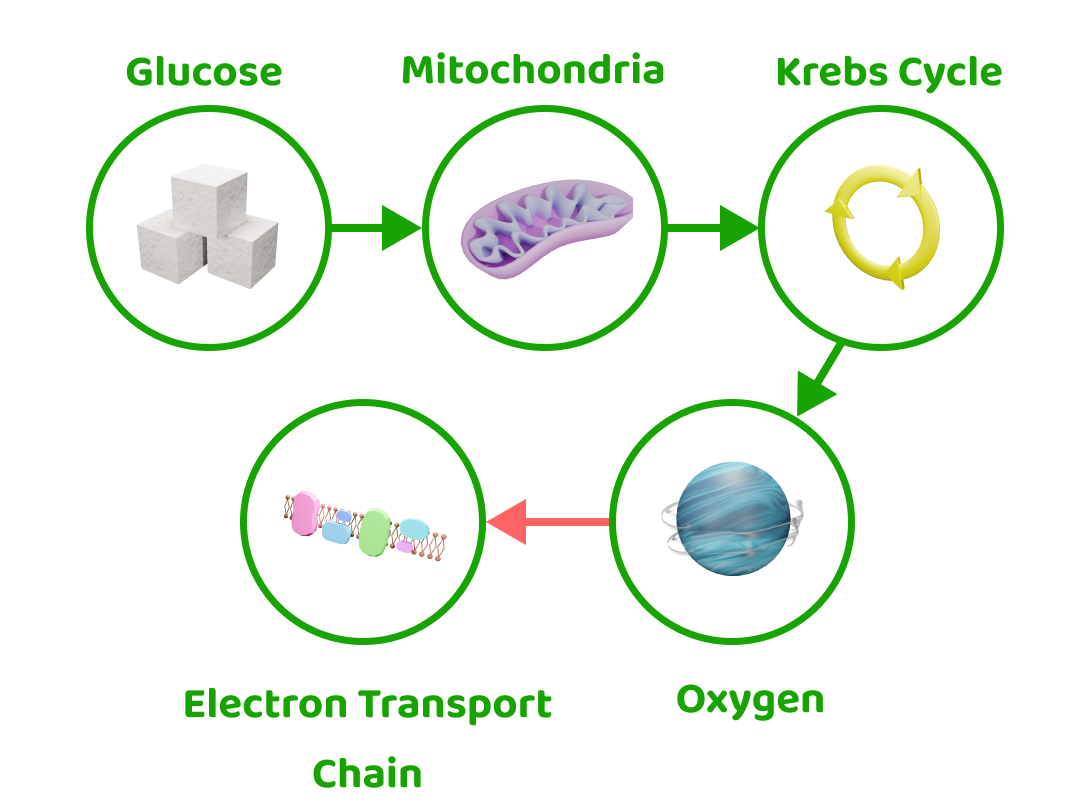 Glucose
Mitochondria
Krebs Cycle
Electron Transport
Chain
Oxygen